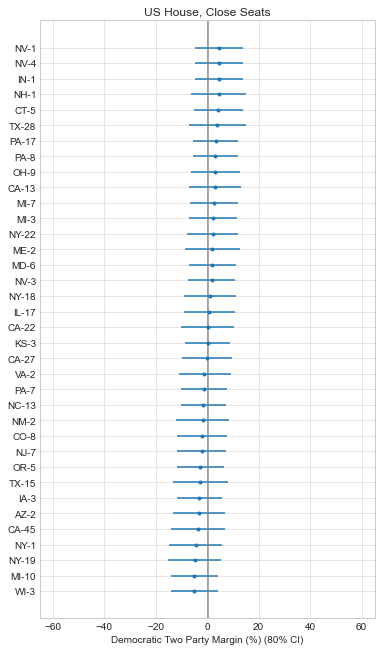 US House, Close Seats
NV-1
NV-4
IN-1
NH-1
CT-5
TX-28
PA-17
PA-8
OH-9
CA-13
MI-7
MI-3
NY-22
ME-2
MD-6
NV-3
NY-18
IL-17
CA-22
KS-3
CA-27
VA-2
PA-7
NC-13
NM-2
CO-8
NJ-7
OR-5
TX-15
IA-3
AZ-2
CA-45
NY-1
NY-19
MI-10
WI-3
−60 −40 −20 0 20 40 60
Democratic Two Party Margin (%) (80% CI)